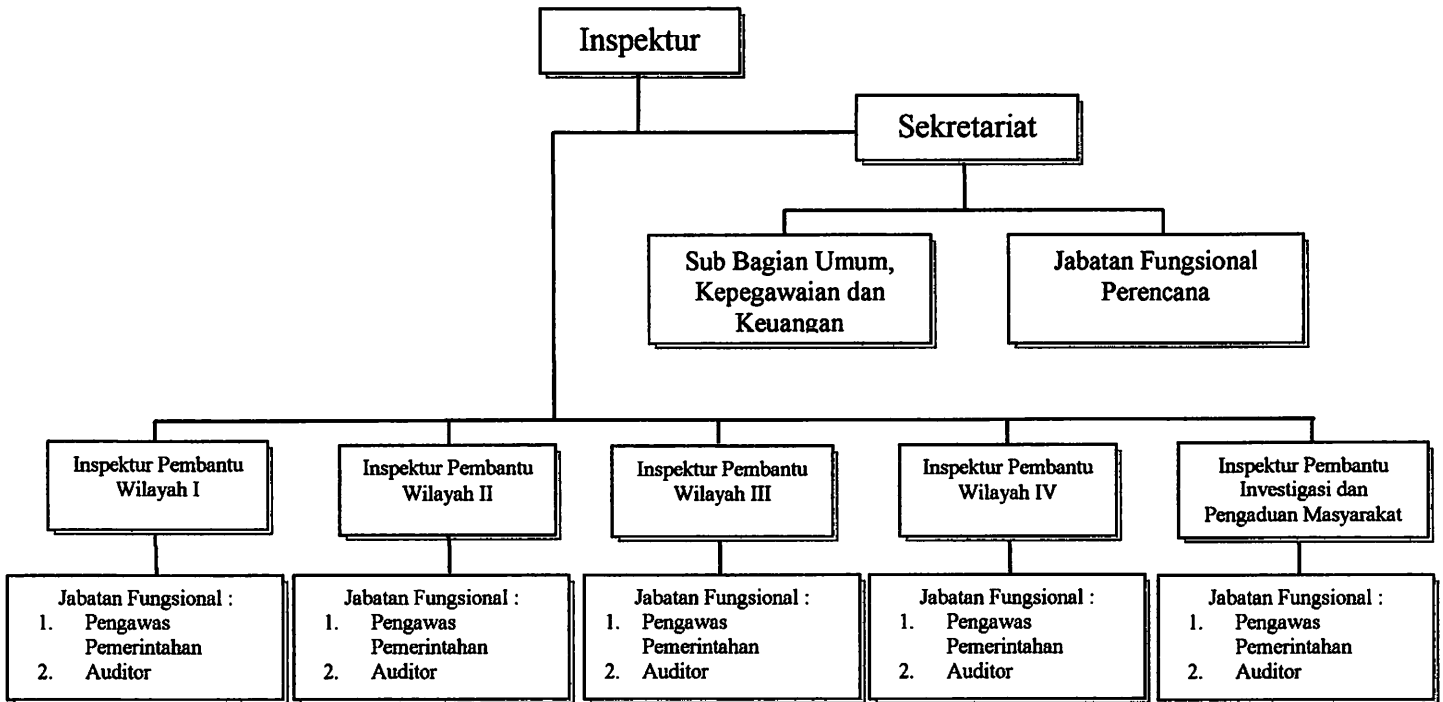 Inspektur
Sekretariat
Sub Bagian Umum,
Kepegawaian dan
Keuangan
Jabatan Fungsional
Perencana
Inspektur Pembantu
Wilayah I
Inspektur Pembantu
Wilayah II
Inspektur Pembantu
Wilayah III
Inspektur Pembantu
Wilayah IV
Inspektur Pembantu
Investigasi dan
Pengaduan Masyarakat
Jabatan Fungsional :
1. Pengawas
Pemerintahan
2. Auditor
Jabatan Fungsional :
1. Pengawas
Pemerintahan
2. Auditor
Jabatan Fungsional :
1. Pengawas
Pemerintahan
2. Auditor
Jabatan Fungsional :
1. Pengawas
Pemerintahan
2. Auditor
Jabatan Fungsional :
1. Pengawas
Pemerintahan
2. Auditor